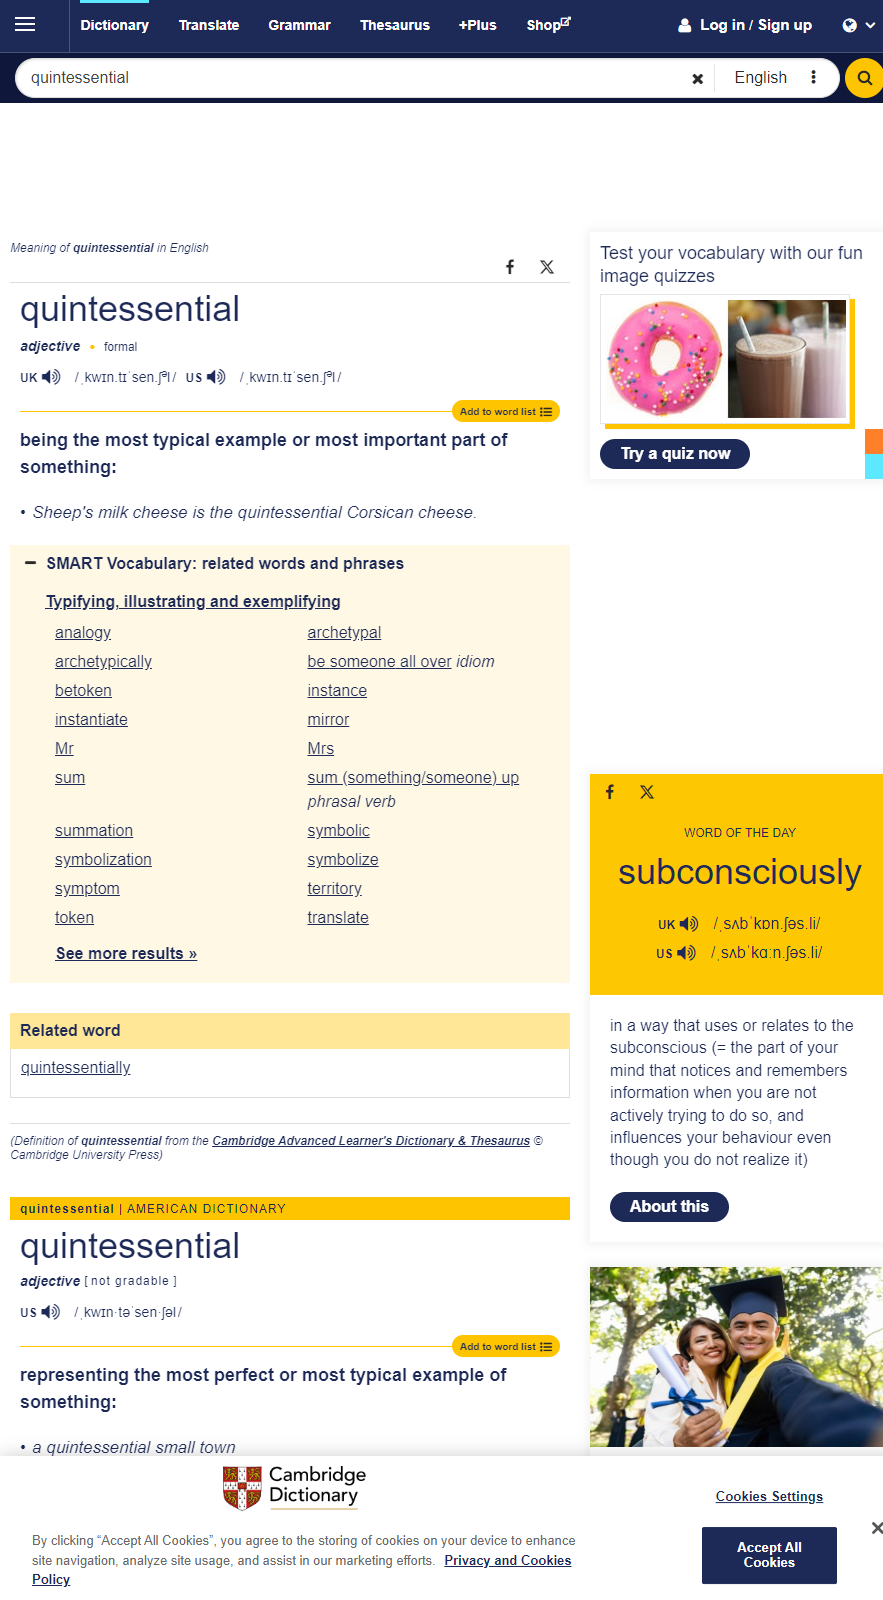 Dictionary Translate Grammar Thesaurus +Plus Shop Log in / Sign up
quintessential English
Meaning of quintessential in English
quintessential
adjective • formal
UK /ˌkwɪn.tɪˈsen.ʃᵊl/ US /ˌkwɪn.tɪˈsen.ʃᵊl/
Add to word list
being the most typical example or most important part of
something:
• Sheep's milk cheese is the quintessential Corsican cheese.
SMART Vocabulary: related words and phrases
Typifying, illustrating and exemplifying
analogy archetypal
archetypically be someone all over idiom
betoken instance
instantiate mirror
Mr Mrs
sum sum (something/someone) up
phrasal verb
summation symbolic
symbolization symbolize
symptom territory
token translate
See more results »
Related word
quintessentially
(Definition of quintessential from the Cambridge Advanced Learner's Dictionary & Thesaurus ©
Cambridge University Press)
quintessential | AMERICAN DICTIONARY
quintessential
adjective [ not gradable ]
US /ˌkwɪn·təˈsen·ʃəl/
Add to word list
representing the most perfect or most typical example of
something:
• a quintessential small town
Test your vocabulary with our fun
image quizzes
Try a quiz now
WORD OF THE DAY
subconsciously
UK /ˌsʌbˈkɒn.ʃəs.li/
US /ˌsʌbˈkɑːn.ʃəs.li/
in a way that uses or relates to the
subconscious (= the part of your
mind that notices and remembers
information when you are not
actively trying to do so, and
influences your behaviour even
though you do not realize it)
About this
Cambridge
Dictionary
By clicking “Accept All Cookies”, you agree to the storing of cookies on your device to enhance
site navigation, analyze site usage, and assist in our marketing efforts. Privacy and Cookies
Policy
Cookies Settings
Accept All
Cookies